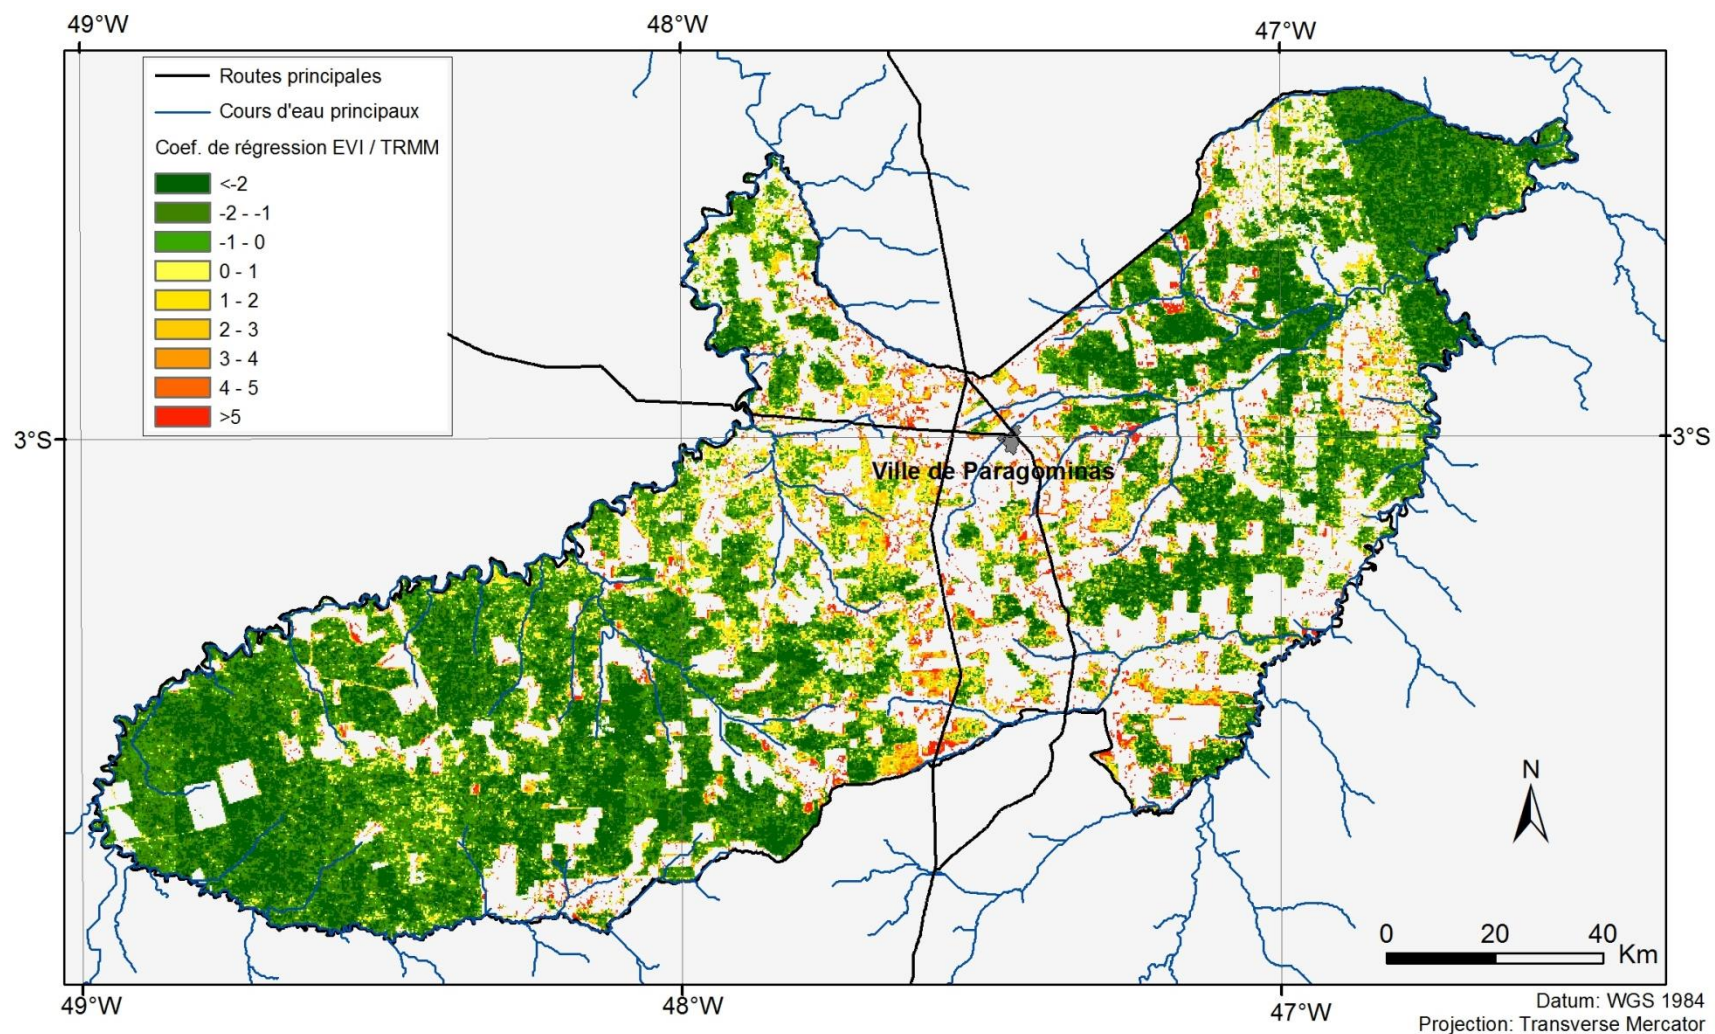 49°W
48°W
47°W
Routes principales
Cours d'eau principaux
Coef. de régression EVI / TRMM
<-2
-2 - -1
-1 - 0
0 - 1
1 - 2
2 - 3
3 - 4
4 - 5
>5
3°S
3°S
Ville de Paragominas
N
0 20 40
Km
49°W
48°W
47°W
Datum: WGS 1984
Projection: Transverse Mercator